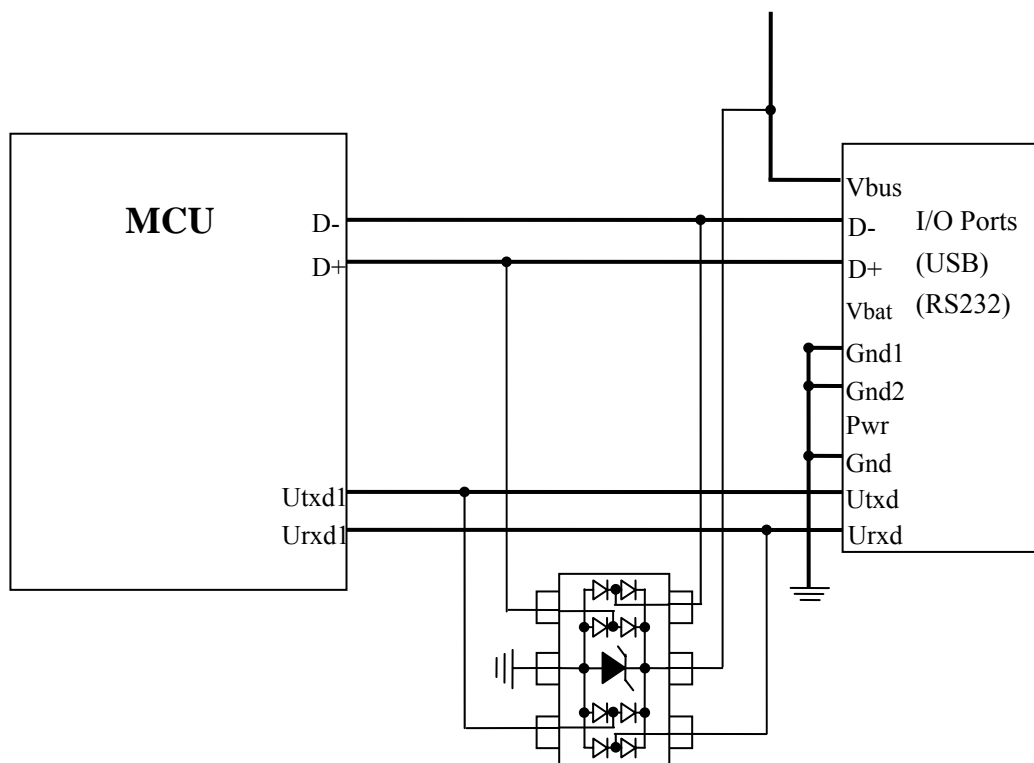 MCU
D-
D+
Utxd1
Urxd1
Vbus
D-
D+
Vbat
Gnd1
Gnd2
Pwr
Gnd
Utxd
Urxd
I/O Ports
(USB)
(RS232)